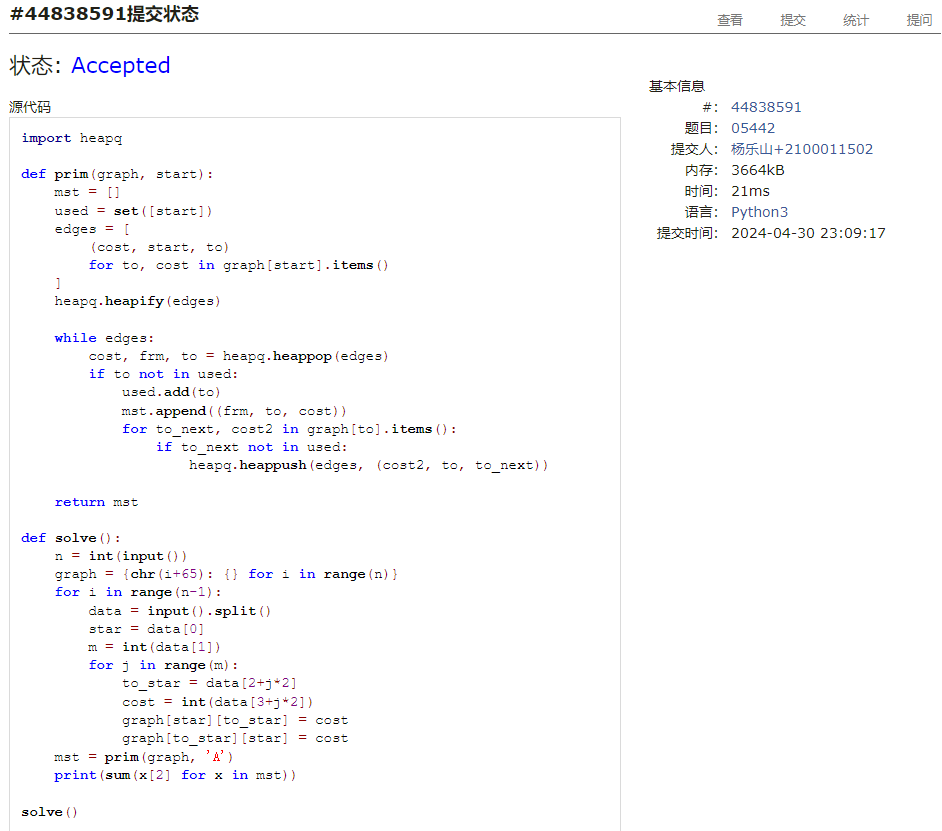 #44838591提交状态
查看 提交 统计 提问
状态: Accepted
源代码
import heapq

def prim(graph, start):
    mst = []
    used = set([start])
    edges = [
        (cost, start, to)
        for to, cost in graph[start].items()
    ]
    heapq.heapify(edges)

    while edges:
        cost, frm, to = heapq.heappop(edges)
        if to not in used:
            used.add(to)
            mst.append((frm, to, cost))
            for to_next, cost2 in graph[to].items():
                if to_next not in used:
                    heapq.heappush(edges, (cost2, to, to_next))

    return mst

def solve():
    n = int(input())
    graph = {chr(i+65): {} for i in range(n)}
    for i in range(n-1):
        data = input().split()
        star = data[0]
        m = int(data[1])
        for j in range(m):
            to_star = data[2+j*2]
            cost = int(data[3+j*2])
            graph[star][to_star] = cost
            graph[to_star][star] = cost
    mst = prim(graph, 'A')
    print(sum(x[2] for x in mst))

solve()
基本信息
#: 44838591
题目: 05442
提交人: 杨乐山+2100011502
内存: 3664kB
时间: 21ms
语言: Python3
提交时间: 2024-04-30 23:09:17